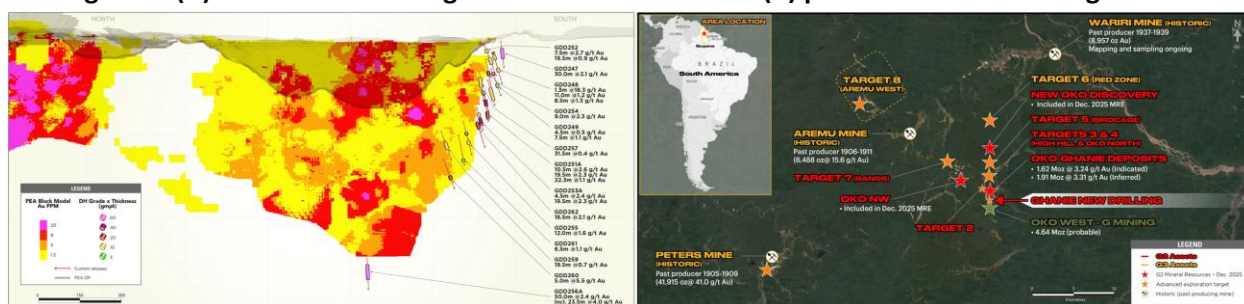 NORTH
SOUTH
GDD252
7.5m @2.7 g/t Au
19.5m @0.9 g/t Au
GDD247
30.0m @ 2.1 g/t Au
GDD248
1.3m @18.3 g/t Au
11.0m @1.2 g/t Au
8.5m @1.3 g/t Au
GDD254
9.0m @ 2.3 g/t Au
GDD249
4.5m @0.5 g/t Au
7.5m @1.1 g/t Au
GDD257
31.5m @0.4 g/t Au
GDD251A
10.5m @2.6 g/t Au
19.5m @2.3 g/t Au
22.3m @1.1 g/t Au
GDD253A
4.5m @ 2.4 g/t Au
19.5m @2.3 g/t Au
GDD262
18.5m @2.1 g/t Au
GDD255
12.0m @1.6 g/t Au
GDD261
6.5m @1.1 g/t Au
GDD259
19.5m @0.7 g/t Au
GDD260
5.0m @5.5 g/t Au
GDD256A
50.0m @2.4 g/t Au
Incl. 23.5m @4.0 g/t Au
LEGEND
PEA Block Model
Au PPM
DH Grade x Thickness
(gmpt)
Current release
PEA DP
AREA LOCATION
Guyana
BRAZIL
South America
WARIRI MINE (HISTORIC)
Past producer 1937-1939
(8,957 oz Au)
Mapping and sampling ongoing
N
TARGET 8
(AREMU WEST)
TARGET 6 (RED ZONE)
NEW OKO DISCOVERY
• Included in Dec. 2025 MRE
TARGET 5 (BIRDCAGE)
TARGETS 3 & 4
(HIGH HILL & OKO NORTH)
AREMU MINE
(HISTORIC)
Past producer 1906-1911
(6,488 oz@ 15.6 g/t Au)
OKO-GHANIE DEPOSITS
• 1.62 Moz @ 3.24 g/t Au (Indicated)
• 1.91 Moz @ 3.31 g/t Au (Inferred)
TARGET 7 (SANDS)
OKO NW
• Included in Dec. 2025 MRE
GHANIE NEW DRILLING
TARGET 2
OKO WEST - G MINING
• 4.64 Moz (probable)
PETERS MINE
(HISTORIC)
Past producer 1905-1909
(41,915 oz@ 41.0 g/t Au)
LEGEND
G2 Assets
G3 Assets
G2 Mineral Resources - Dec. 2025
Advanced exploration target
Historic (past producing mine)